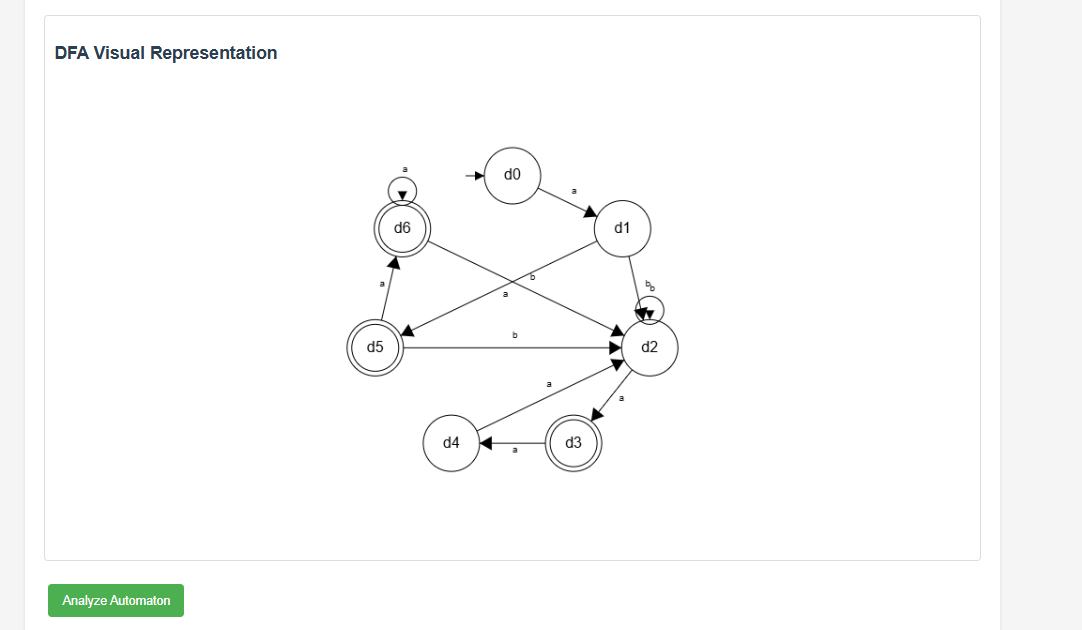 DFA Visual Representation
a
d0
a
d6
d1
b
a
b
b
a
b
d5
d2
a
a
d4
d3
a
Analyze Automaton